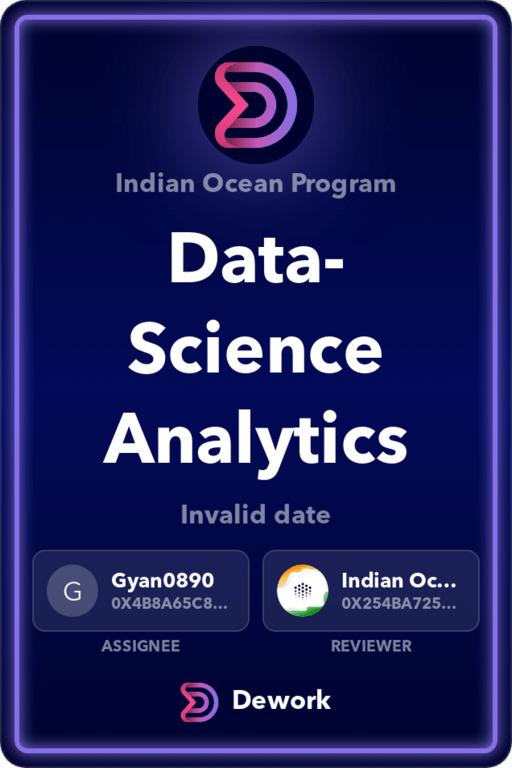 Indian Ocean Program
Data-
Science
Analytics
Invalid date
G
Gyan0890
0X4B8A65C8...
ASSIGNEE
Indian Oc...
0X254BA725...
REVIEWER
Dework